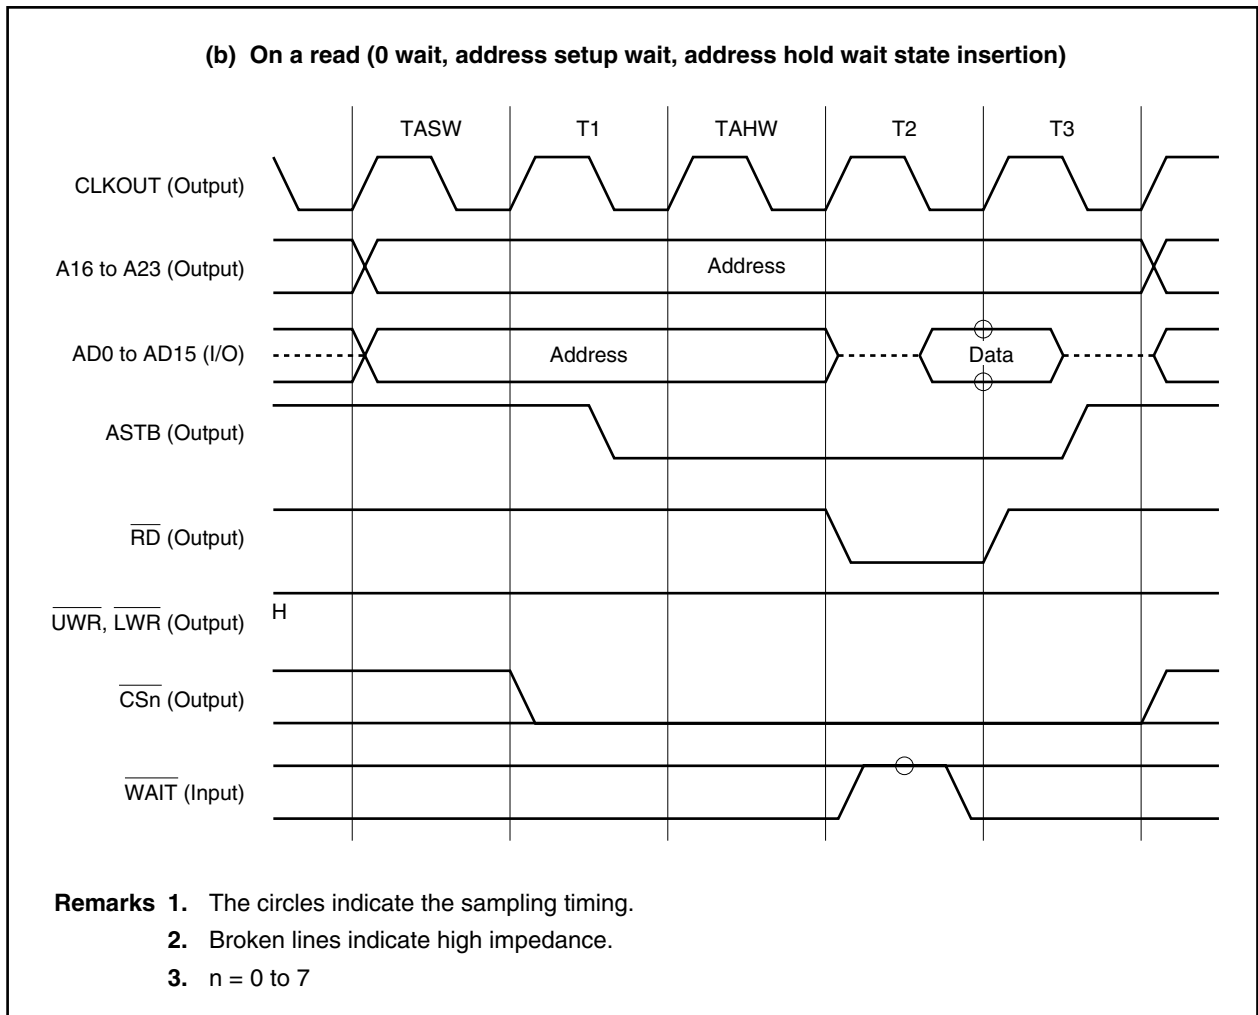 (b) On a read (0 wait, address setup wait, address hold wait state insertion)
TASW T1 TAHW T2 T3
CLKOUT (Output)
A16 to A23 (Output) Address
AD0 to AD15 (I/O) Address Data
ASTB (Output)
RD (Output)
UWR, LWR (Output) H
CSn (Output)
WAIT (Input)
Remarks 1. The circles indicate the sampling timing.
2. Broken lines indicate high impedance.
3. n = 0 to 7